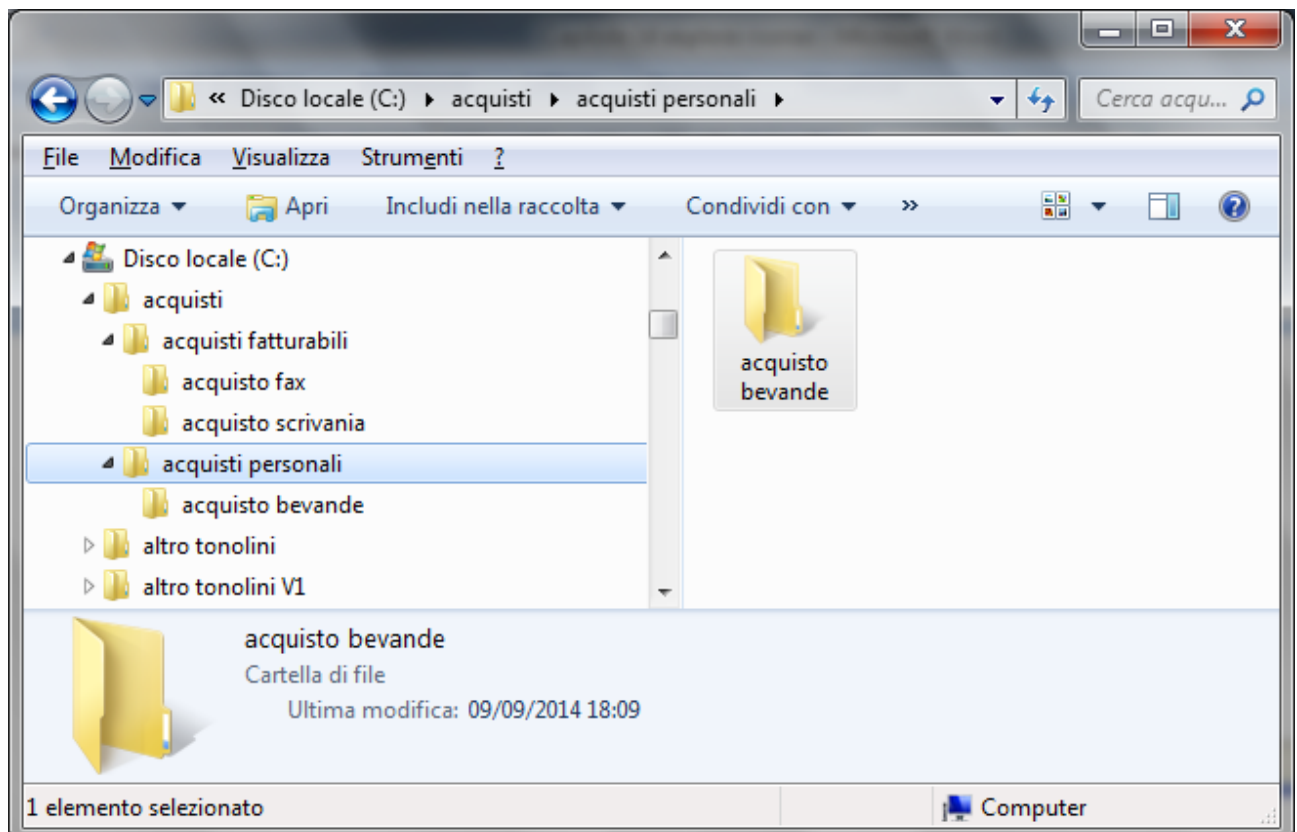 « Disco locale (C:) ▸ acquisti ▸ acquisti personali ▸ Cerca acqu...
File Modifica Visualizza Strumenti ?
Organizza Apri Includi nella raccolta Condividi con »
Disco locale (C:)
acquisti
acquisti fatturabili
acquisto fax
acquisto scrivania
acquisti personali
acquisto bevande
altro tonolini
altro tonolini V1
acquisto
bevande
acquisto bevande
Cartella di file
Ultima modifica: 09/09/2014 18:09
1 elemento selezionato Computer